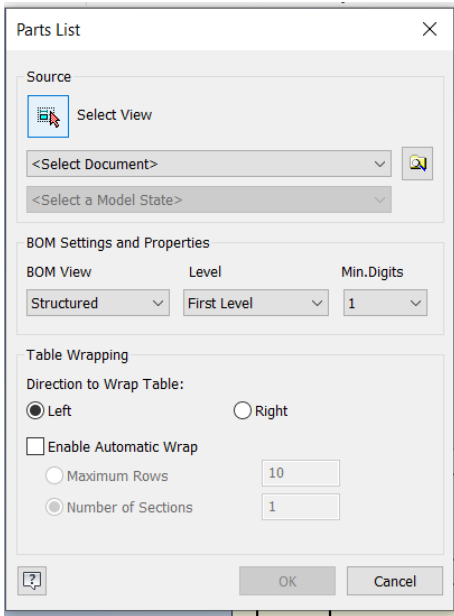 Parts List
Source
Select View
<Select Document>
<Select a Model State>
BOM Settings and Properties
BOM View Level Min.Digits
Structured First Level 1
Table Wrapping
Direction to Wrap Table:
Left Right
Enable Automatic Wrap
Maximum Rows 10
Number of Sections 1
? OK Cancel